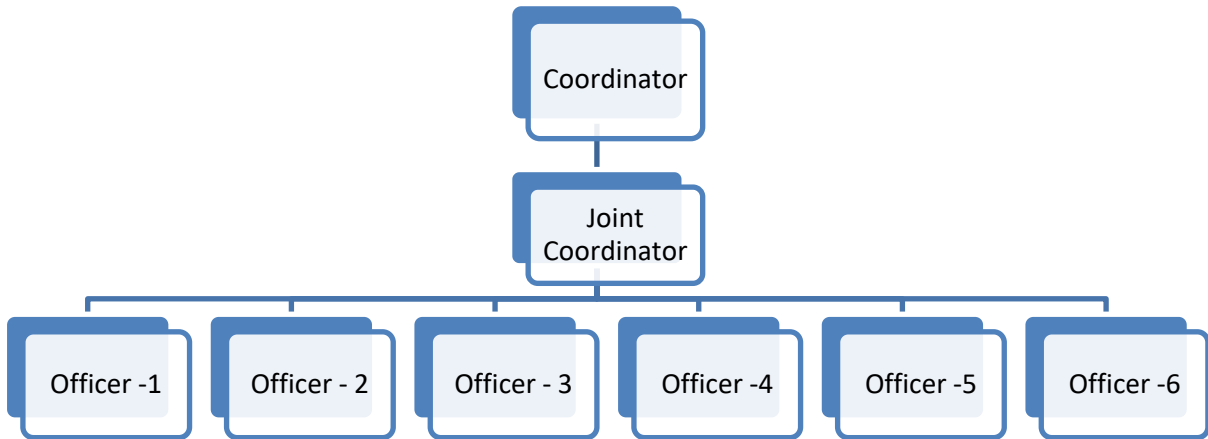 Coordinator
Joint
Coordinator
Officer -1
Officer - 2
Officer - 3
Officer -4
Officer -5
Officer -6